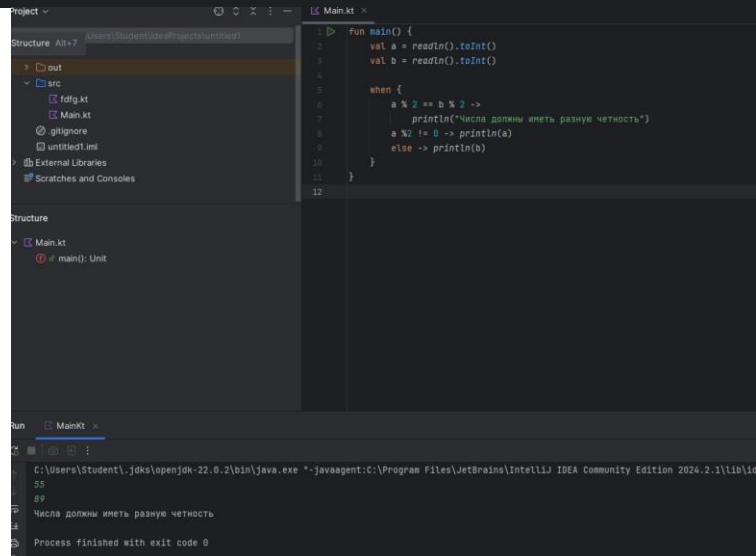 Project
Main.kt
Structure Alt+7
Users\Student\IdeaProjects\untitled1
out
src
fdfg.kt
Main.kt
.gitignore
untitled1.iml
External Libraries
Scratches and Consoles
1 fun main() {
2 val a = readln().toInt()
3 val b = readln().toInt()
4
5 when {
6 a % 2 == b % 2 ->
7 println("Числа должны иметь разную четность")
8 a %2 != 0 -> println(a)
9 else -> println(b)
10 }
11 }
12
Structure
Main.kt
main(): Unit
Run MainKt
C:\Users\Student\.jdks\openjdk-22.0.2\bin\java.exe "-javaagent:C:\Program Files\JetBrains\IntelliJ IDEA Community Edition 2024.2.1\lib\id
55
89
Числа должны иметь разную четность
Process finished with exit code 0